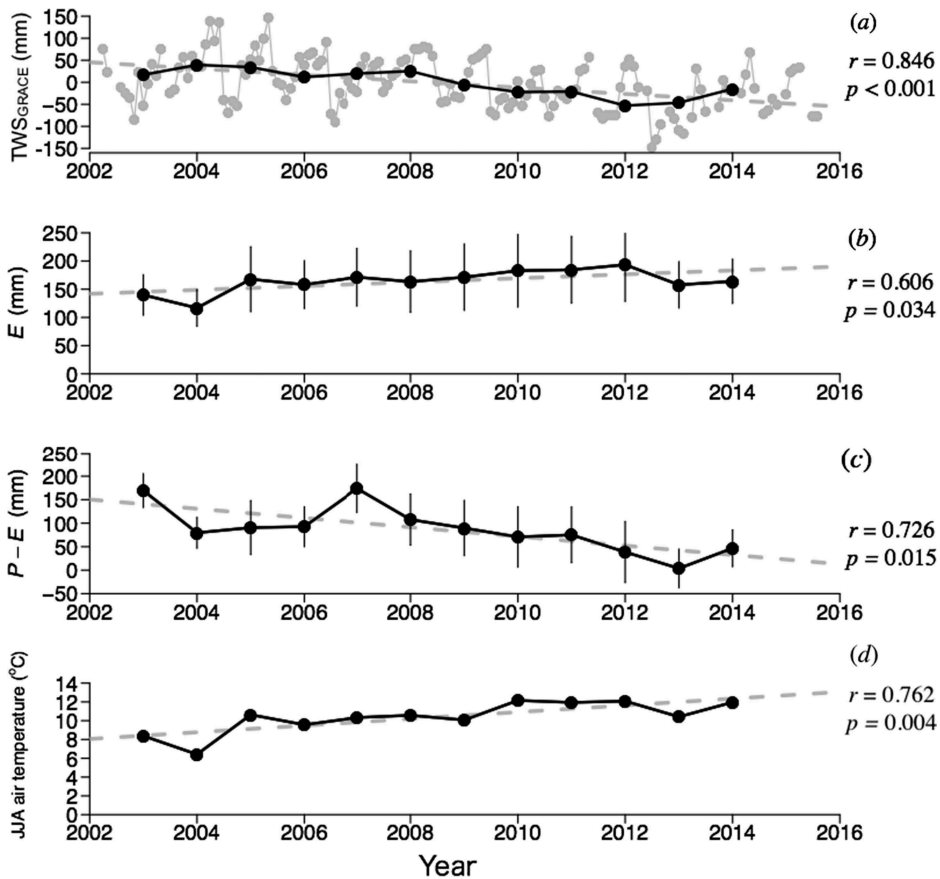 TWSGRACE (mm)
150
100
50
0
-50
-100
-150
2002 2004 2006 2008 2010 2012 2014 2016
(a)
r = 0.846
p < 0.001
E (mm)
250
200
150
100
50
0
2002 2004 2006 2008 2010 2012 2014 2016
(b)
r = 0.606
p = 0.034
P – E (mm)
250
200
150
100
50
0
−50
2002 2004 2006 2008 2010 2012 2014 2016
(c)
r = 0.726
p = 0.015
JJA air temperature (°C)
14
12
10
8
6
4
2
0
2002 2004 2006 2008 2010 2012 2014 2016
(d)
r = 0.762
p = 0.004
Year